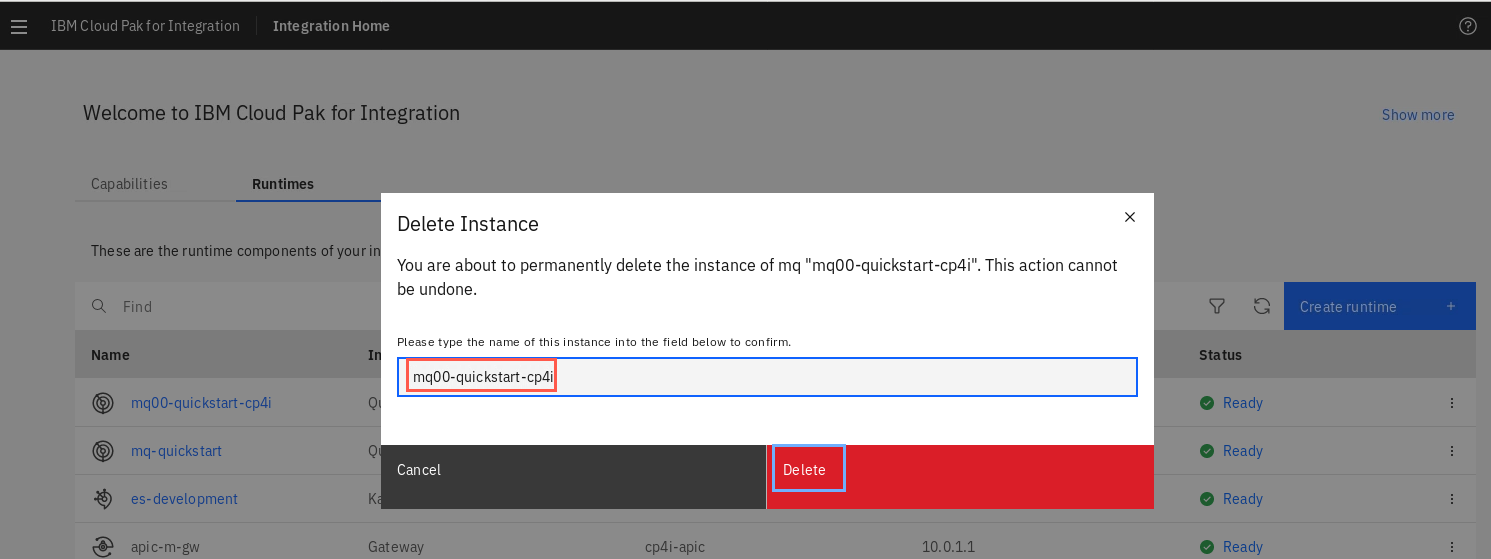 IBM Cloud Pak for Integration Integration Home
Welcome to IBM Cloud Pak for Integration
Show more
Capabilities Runtimes
These are the runtime components of your in
Find
Create runtime +
Name In Status
mq00-quickstart-cp4i Qu Ready
mq-quickstart Qu Ready
es-development Ka Ready
apic-m-gw Gateway cp4i-apic 10.0.1.1 Ready
Delete Instance
You are about to permanently delete the instance of mq "mq00-quickstart-cp4i". This action cannot
be undone.
Please type the name of this instance into the field below to confirm.
mq00-quickstart-cp4i
Cancel Delete